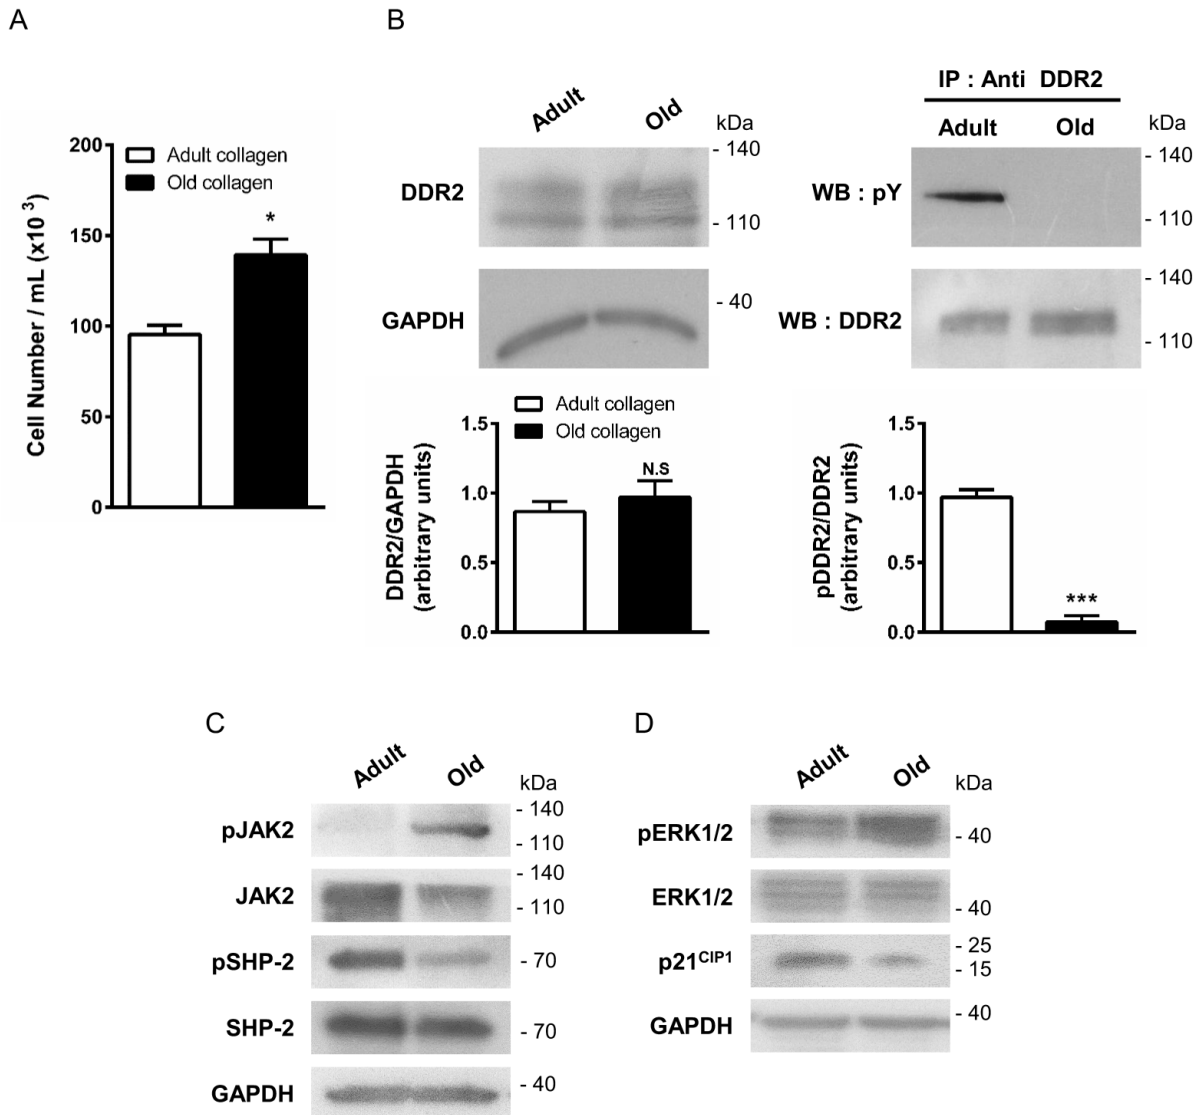 A
B
200
150
100
50
0
Cell Number / mL (x10 3)
Adult collagen
Old collagen
*
Adult
Old
kDa
DDR2
- 140
- 110
GAPDH
- 40
IP : Anti DDR2
Adult
Old
kDa
WB : pY
- 140
- 110
WB : DDR2
- 140
- 110
Adult collagen
Old collagen
1.5
1.0
0.5
0.0
DDR2/GAPDH
(arbitrary units)
N.S
1.5
1.0
0.5
0.0
pDDR2/DDR2
(arbitrary units)
***
C
Adult
Old
kDa
pJAK2
- 140
- 110
JAK2
- 140
- 110
pSHP-2
- 70
SHP-2
- 70
GAPDH
- 40
D
Adult
Old
kDa
pERK1/2
- 40
ERK1/2
- 40
p21CIP1
- 25
- 15
GAPDH
- 40